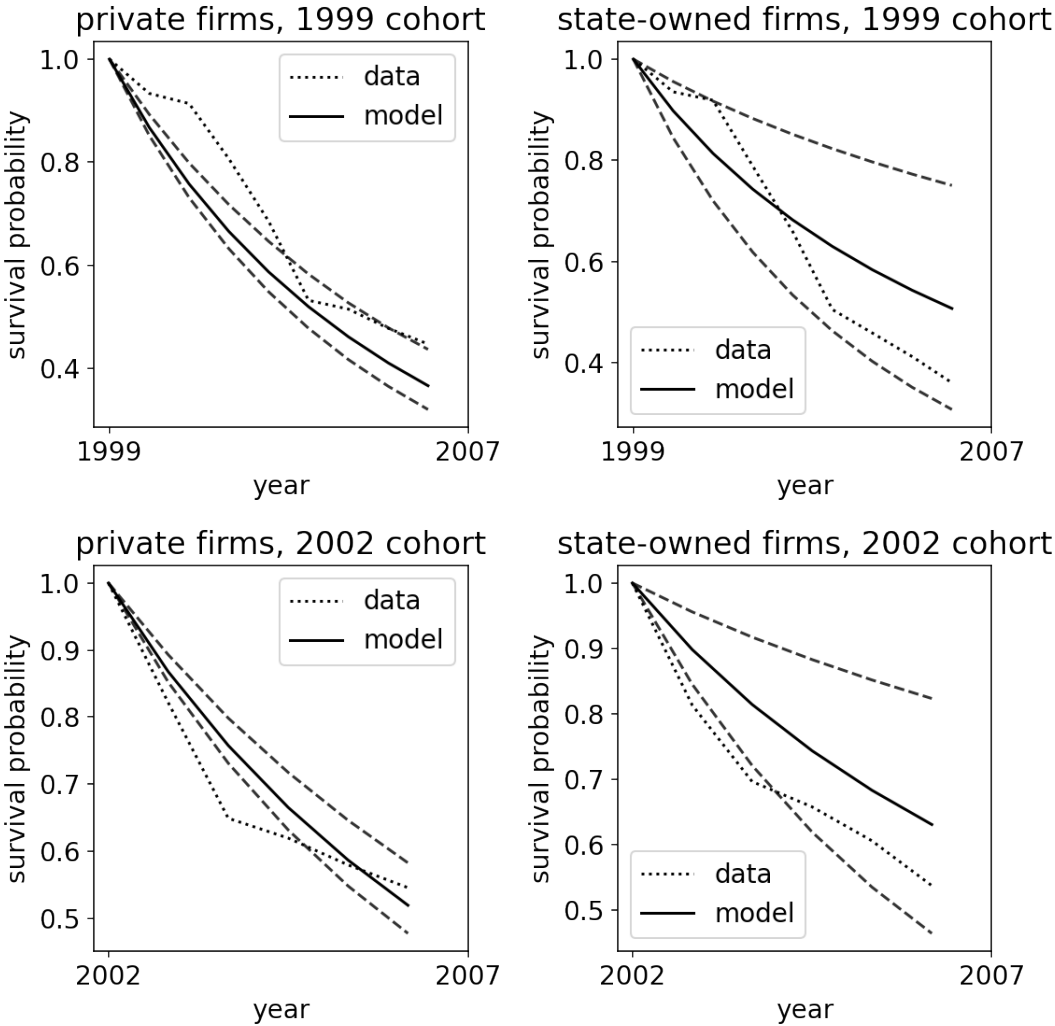 private firms, 1999 cohort
survival probability
1.0
0.8
0.6
0.4
data
model
1999
2007
year
state-owned firms, 1999 cohort
survival probability
1.0
0.8
0.6
0.4
data
model
1999
2007
year
private firms, 2002 cohort
survival probability
1.0
0.9
0.8
0.7
0.6
0.5
data
model
2002
2007
year
state-owned firms, 2002 cohort
survival probability
1.0
0.9
0.8
0.7
0.6
0.5
data
model
2002
2007
year